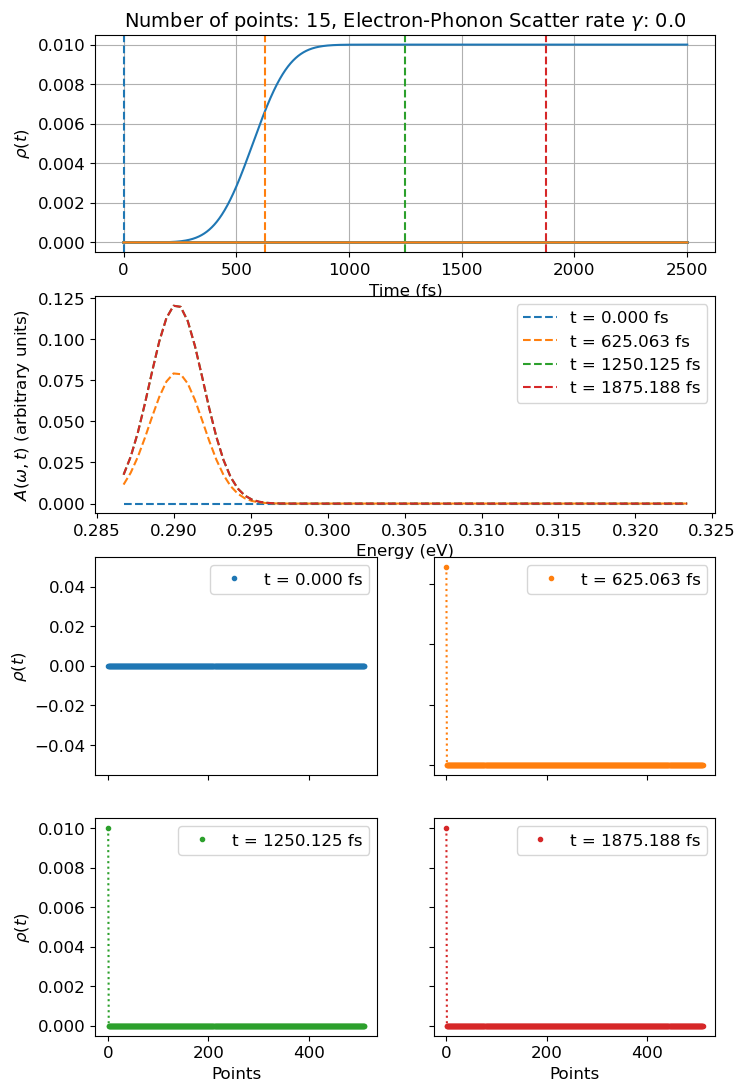 Number of points: 15, Electron-Phonon Scatter rate γ: 0.0
0.010
0.008
0.006
0.004
0.002
0.000
ρ(t)
0 500 1000 1500 2000 2500
Time (fs)
0.125
0.100
0.075
0.050
0.025
0.000
A(ω, t) (arbitrary units)
t = 0.000 fs
t = 625.063 fs
t = 1250.125 fs
t = 1875.188 fs
0.285 0.290 0.295 0.300 0.305 0.310 0.315 0.320 0.325
Energy (eV)
0.04
0.02
0.00
−0.02
−0.04
ρ(t)
t = 0.000 fs
t = 625.063 fs
0.010
0.008
0.006
0.004
0.002
0.000
ρ(t)
t = 1250.125 fs
0 200 400
Points
t = 1875.188 fs
0 200 400
Points